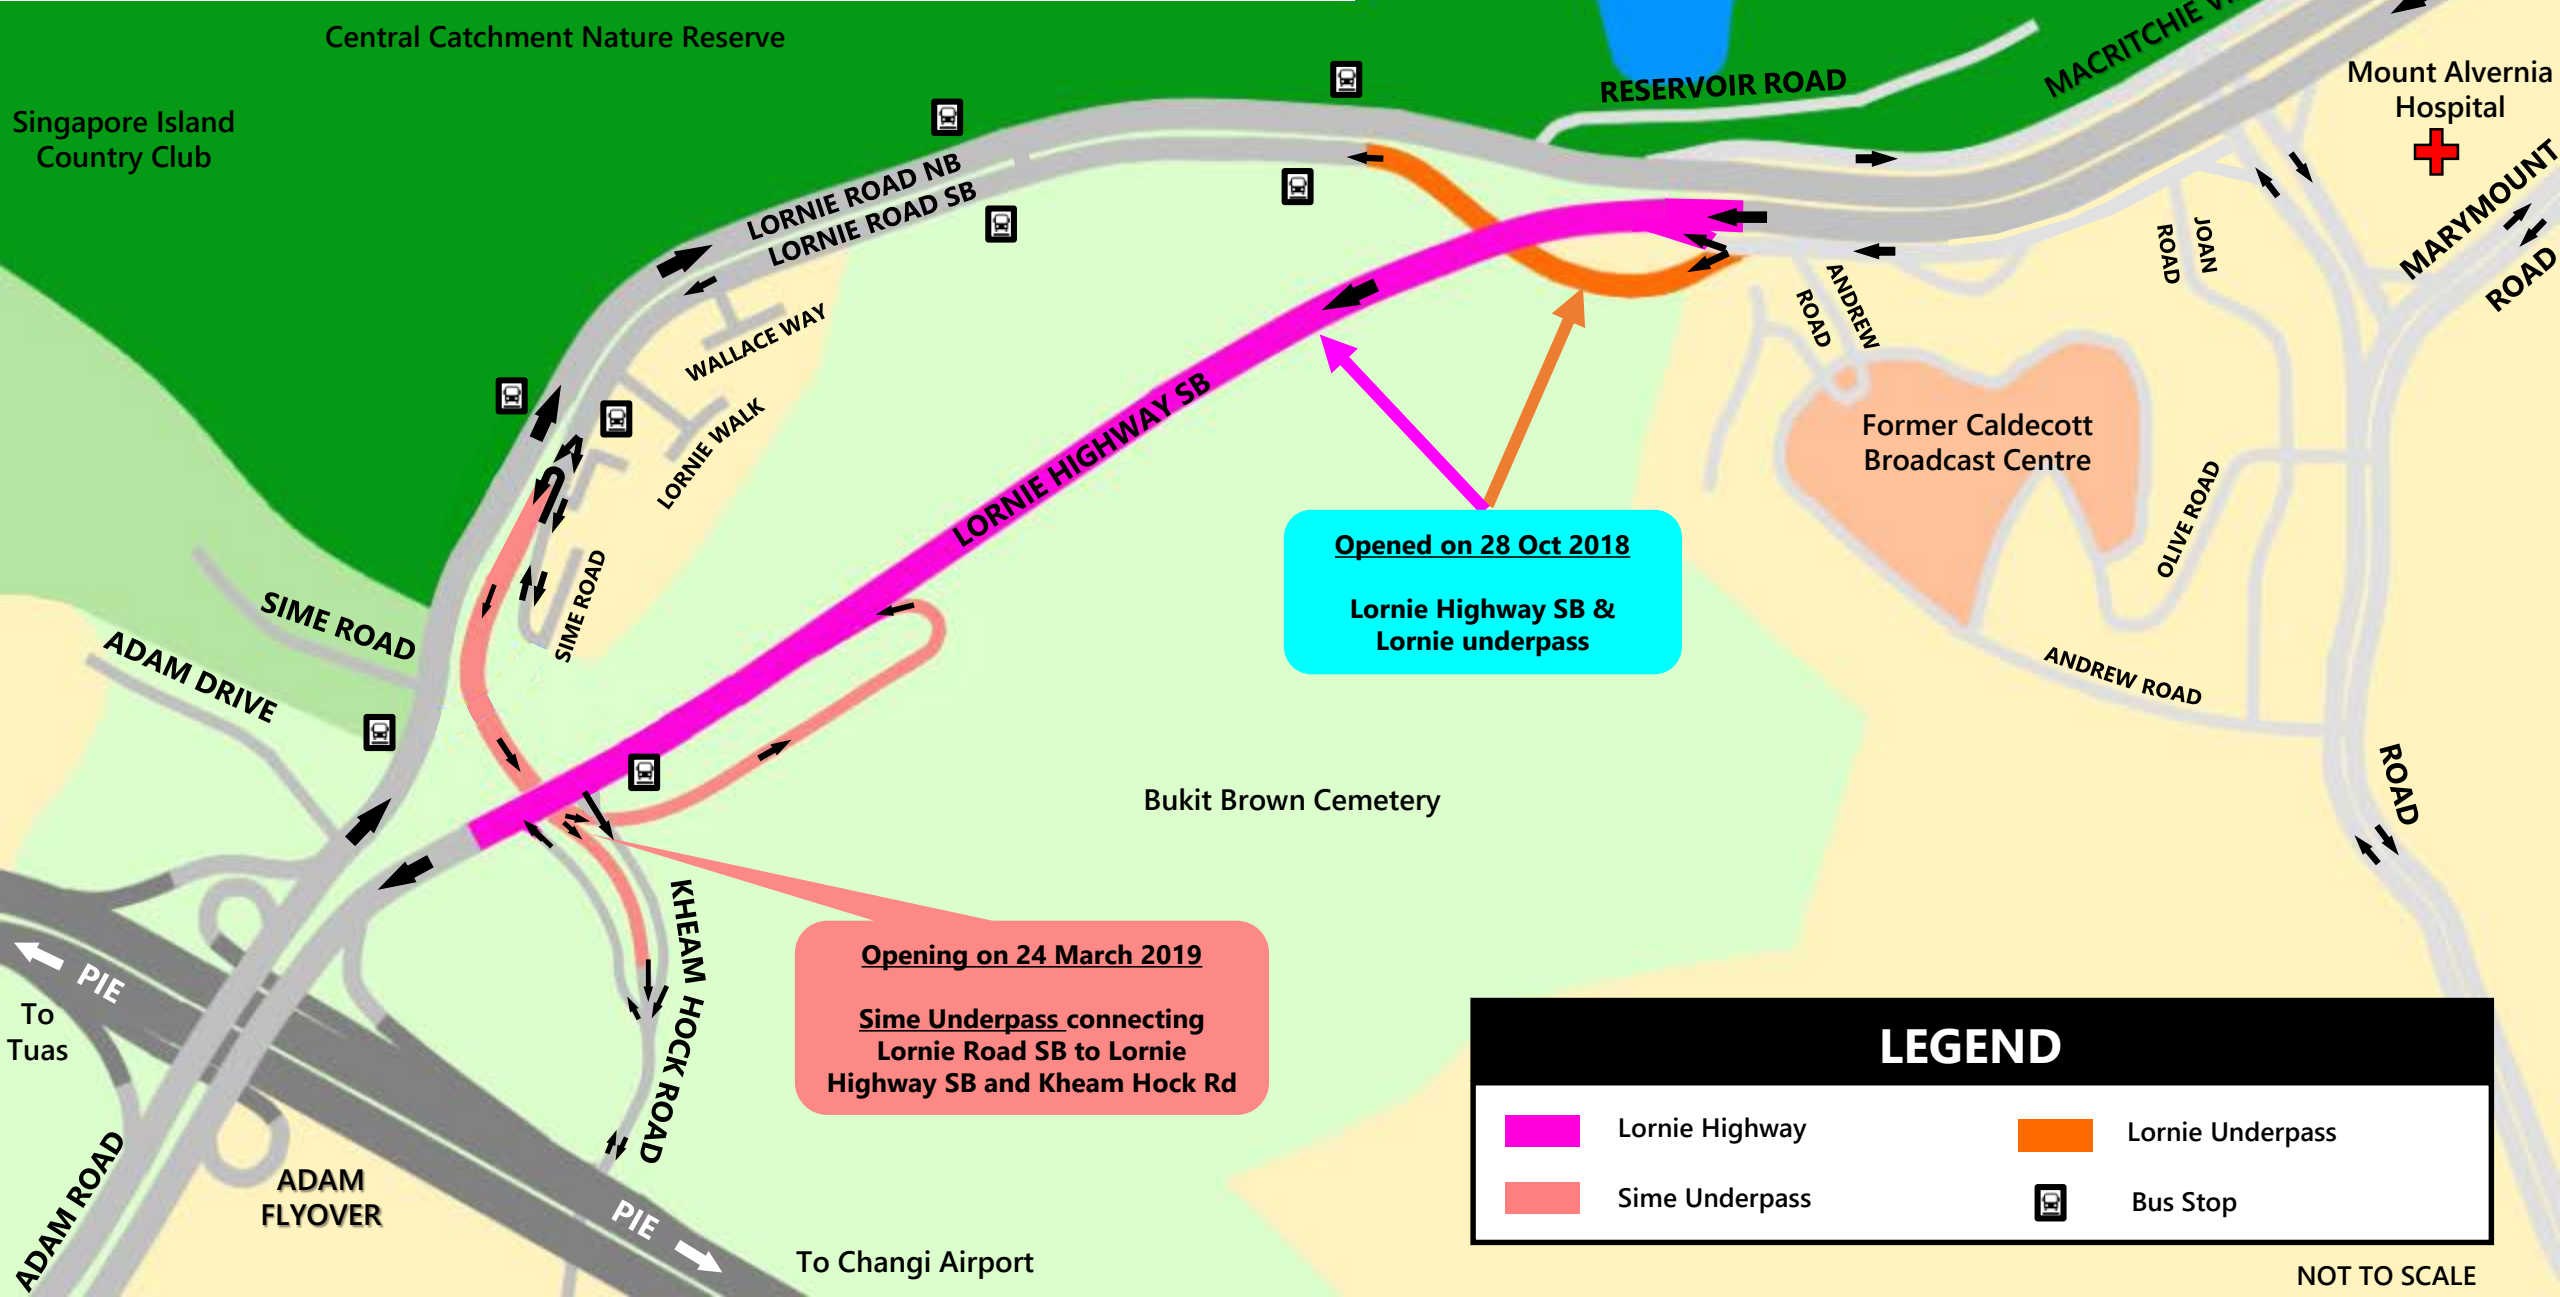 Central Catchment Nature Reserve
Singapore Island
Country Club
RESERVOIR ROAD
MACRITCHIE
Mount Alvernia
Hospital
MARYMOUNT
ROAD
LORNIE ROAD NB
LORNIE ROAD SB
JOAN
ROAD
ANDREW
ROAD
WALLACE WAY
LORNIE WALK
LORNIE HIGHWAY SB
Former Caldecott
Broadcast Centre
OLIVE ROAD
Opened on 28 Oct 2018
Lornie Highway SB &
Lornie underpass
SIME ROAD
SIME ROAD
ADAM DRIVE
ANDREW ROAD
ROAD
Bukit Brown Cemetery
KHEAM HOCK ROAD
Opening on 24 March 2019
Sime Underpass connecting
Lornie Road SB to Lornie
Highway SB and Kheam Hock Rd
PIE
To
Tuas
ADAM ROAD
ADAM
FLYOVER
PIE
To Changi Airport
LEGEND
Lornie Highway
Lornie Underpass
Sime Underpass
Bus Stop
NOT TO SCALE